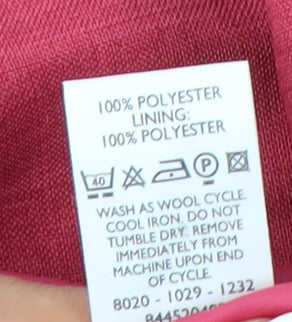 100% POLYESTER
LINING:
100% POLYESTER
40 P
WASH AS WOOL CYCLE
COOL IRON. DO NOT
TUMBLE DRY. REMOVE
IMMEDIATELY FROM
MACHINE UPON END
OF CYCLE.
8020 - 1029 - 1232